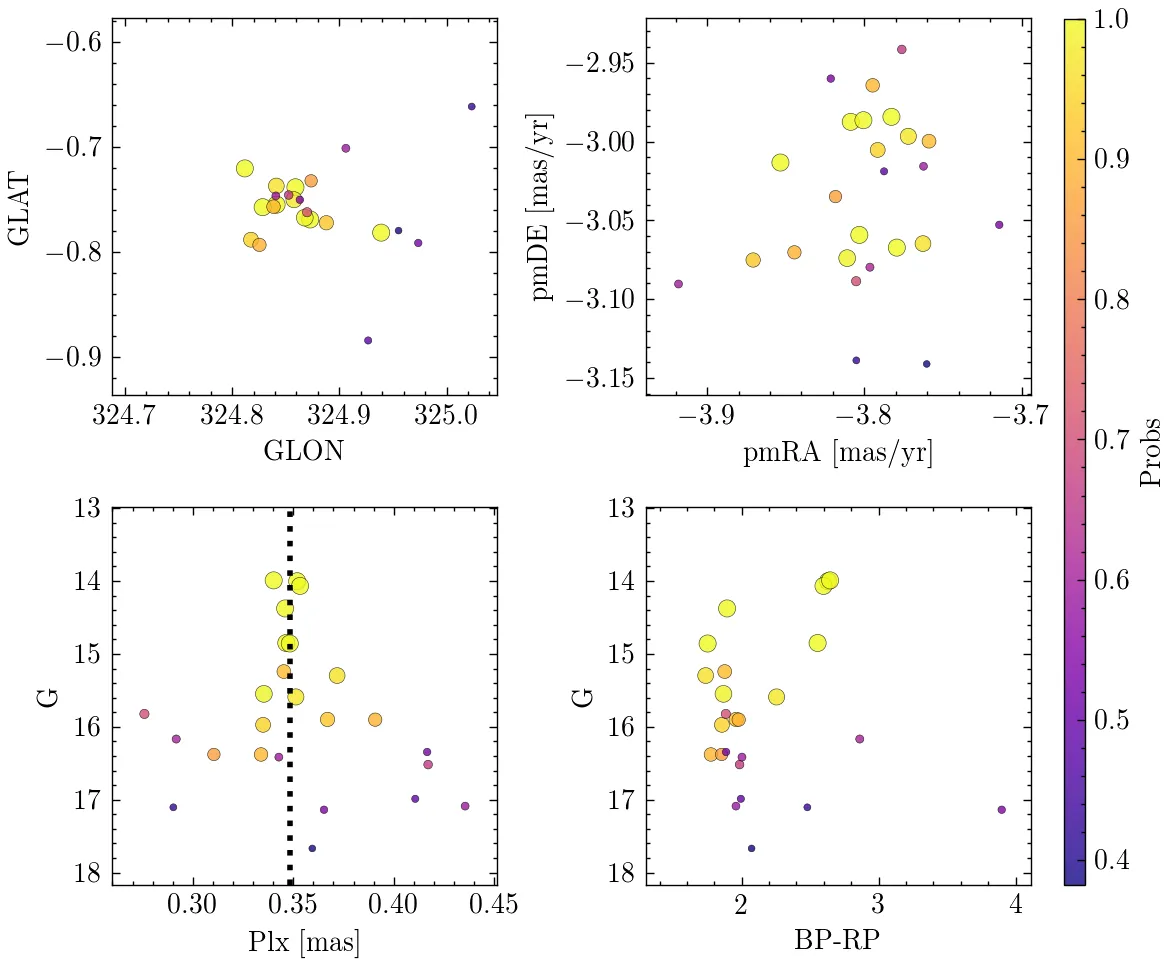 −0.6
−0.7
−0.8
−0.9
GLAT
324.7 324.8 324.9 325.0
GLON
−2.95
−3.00
−3.05
−3.10
−3.15
pmDE [mas/yr]
−3.9 −3.8 −3.7
pmRA [mas/yr]
13
14
15
16
17
18
G
0.30 0.35 0.40 0.45
Plx [mas]
13
14
15
16
17
18
G
2 3 4
BP-RP
1.0
0.9
0.8
0.7
0.6
0.5
0.4
Probs